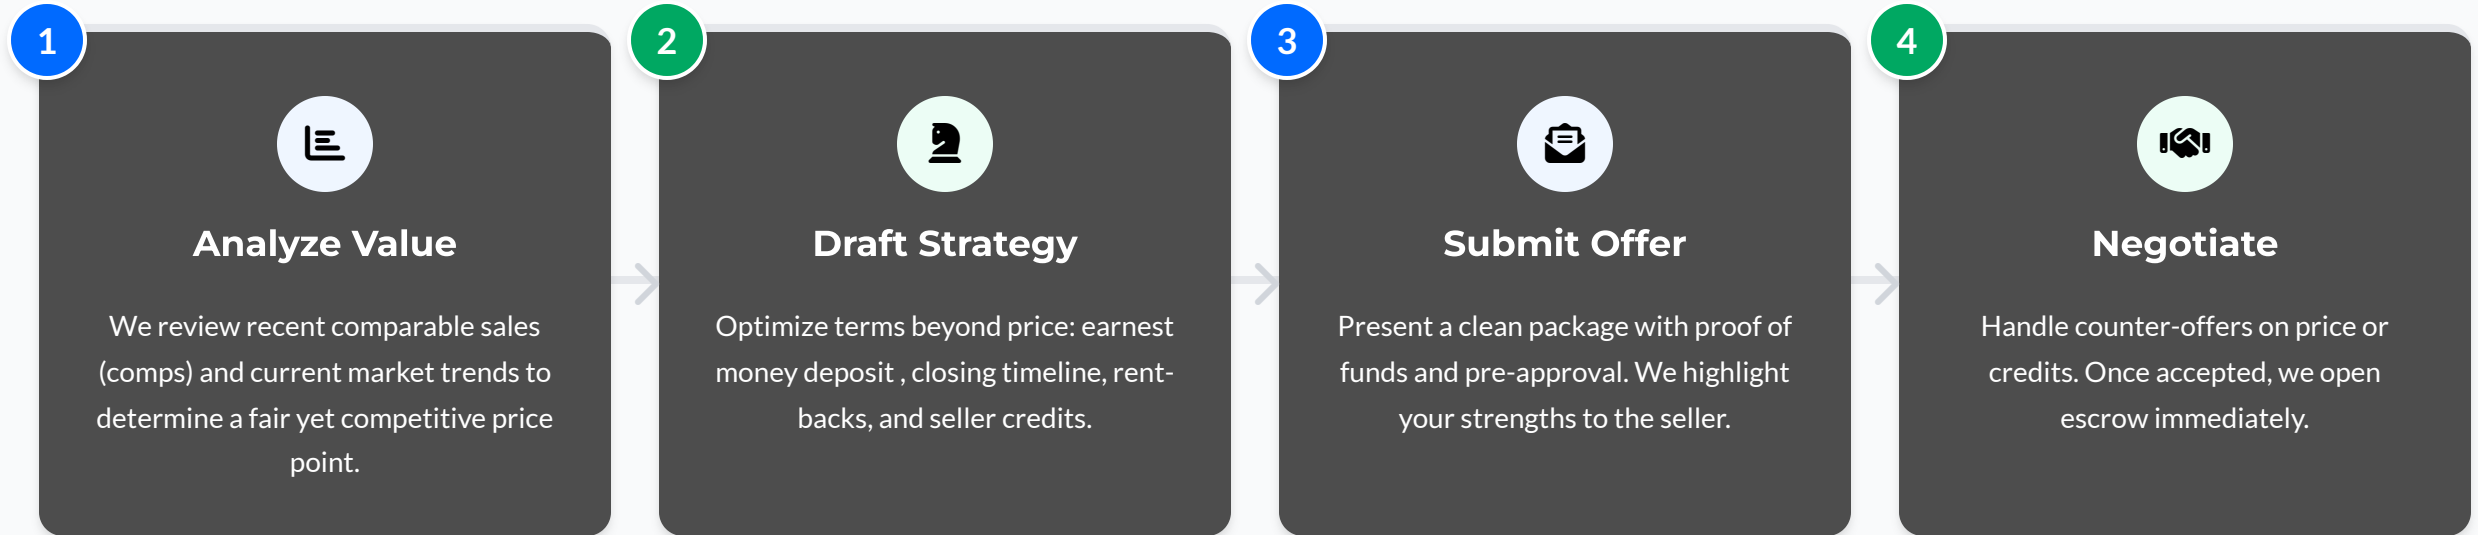 1
Analyze Value
We review recent comparable sales
(comps) and current market trends to
determine a fair yet competitive price
point.
2
Draft Strategy
Optimize terms beyond price: earnest
money deposit , closing timeline, rent-
backs, and seller credits.
3
Submit Offer
Present a clean package with proof of
funds and pre-approval. We highlight
your strengths to the seller.
4
Negotiate
Handle counter-offers on price or
credits. Once accepted, we open
escrow immediately.